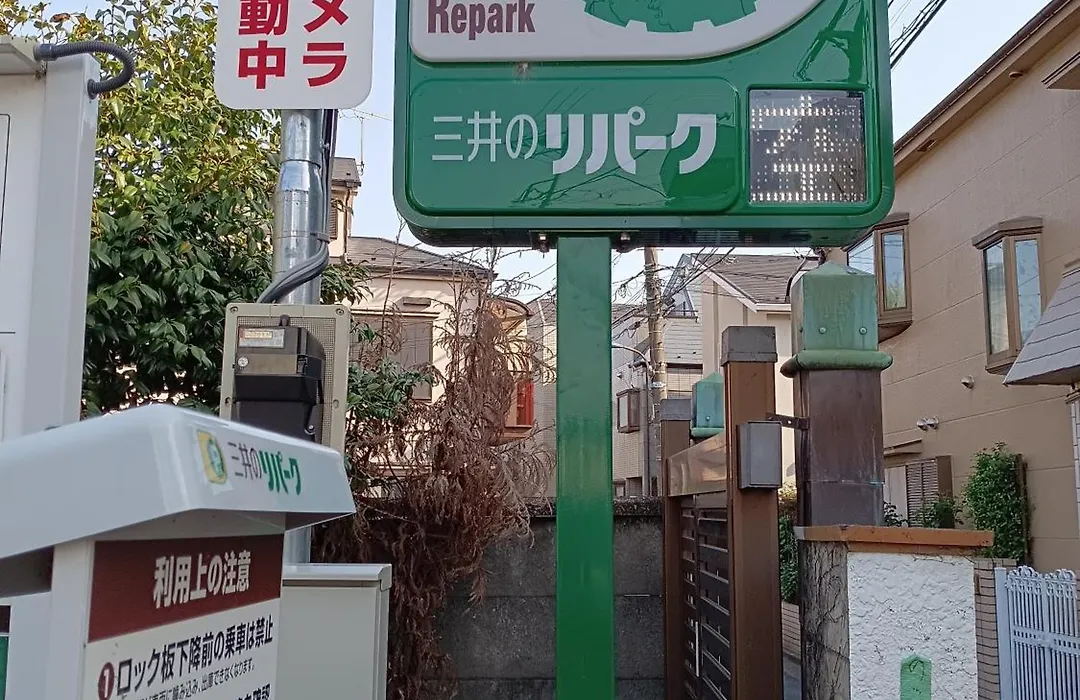 カメラ
動中
Repark
三井のリパーク
三井のリパーク
利用上の注意
1 ロック板下降前の乗車は禁止